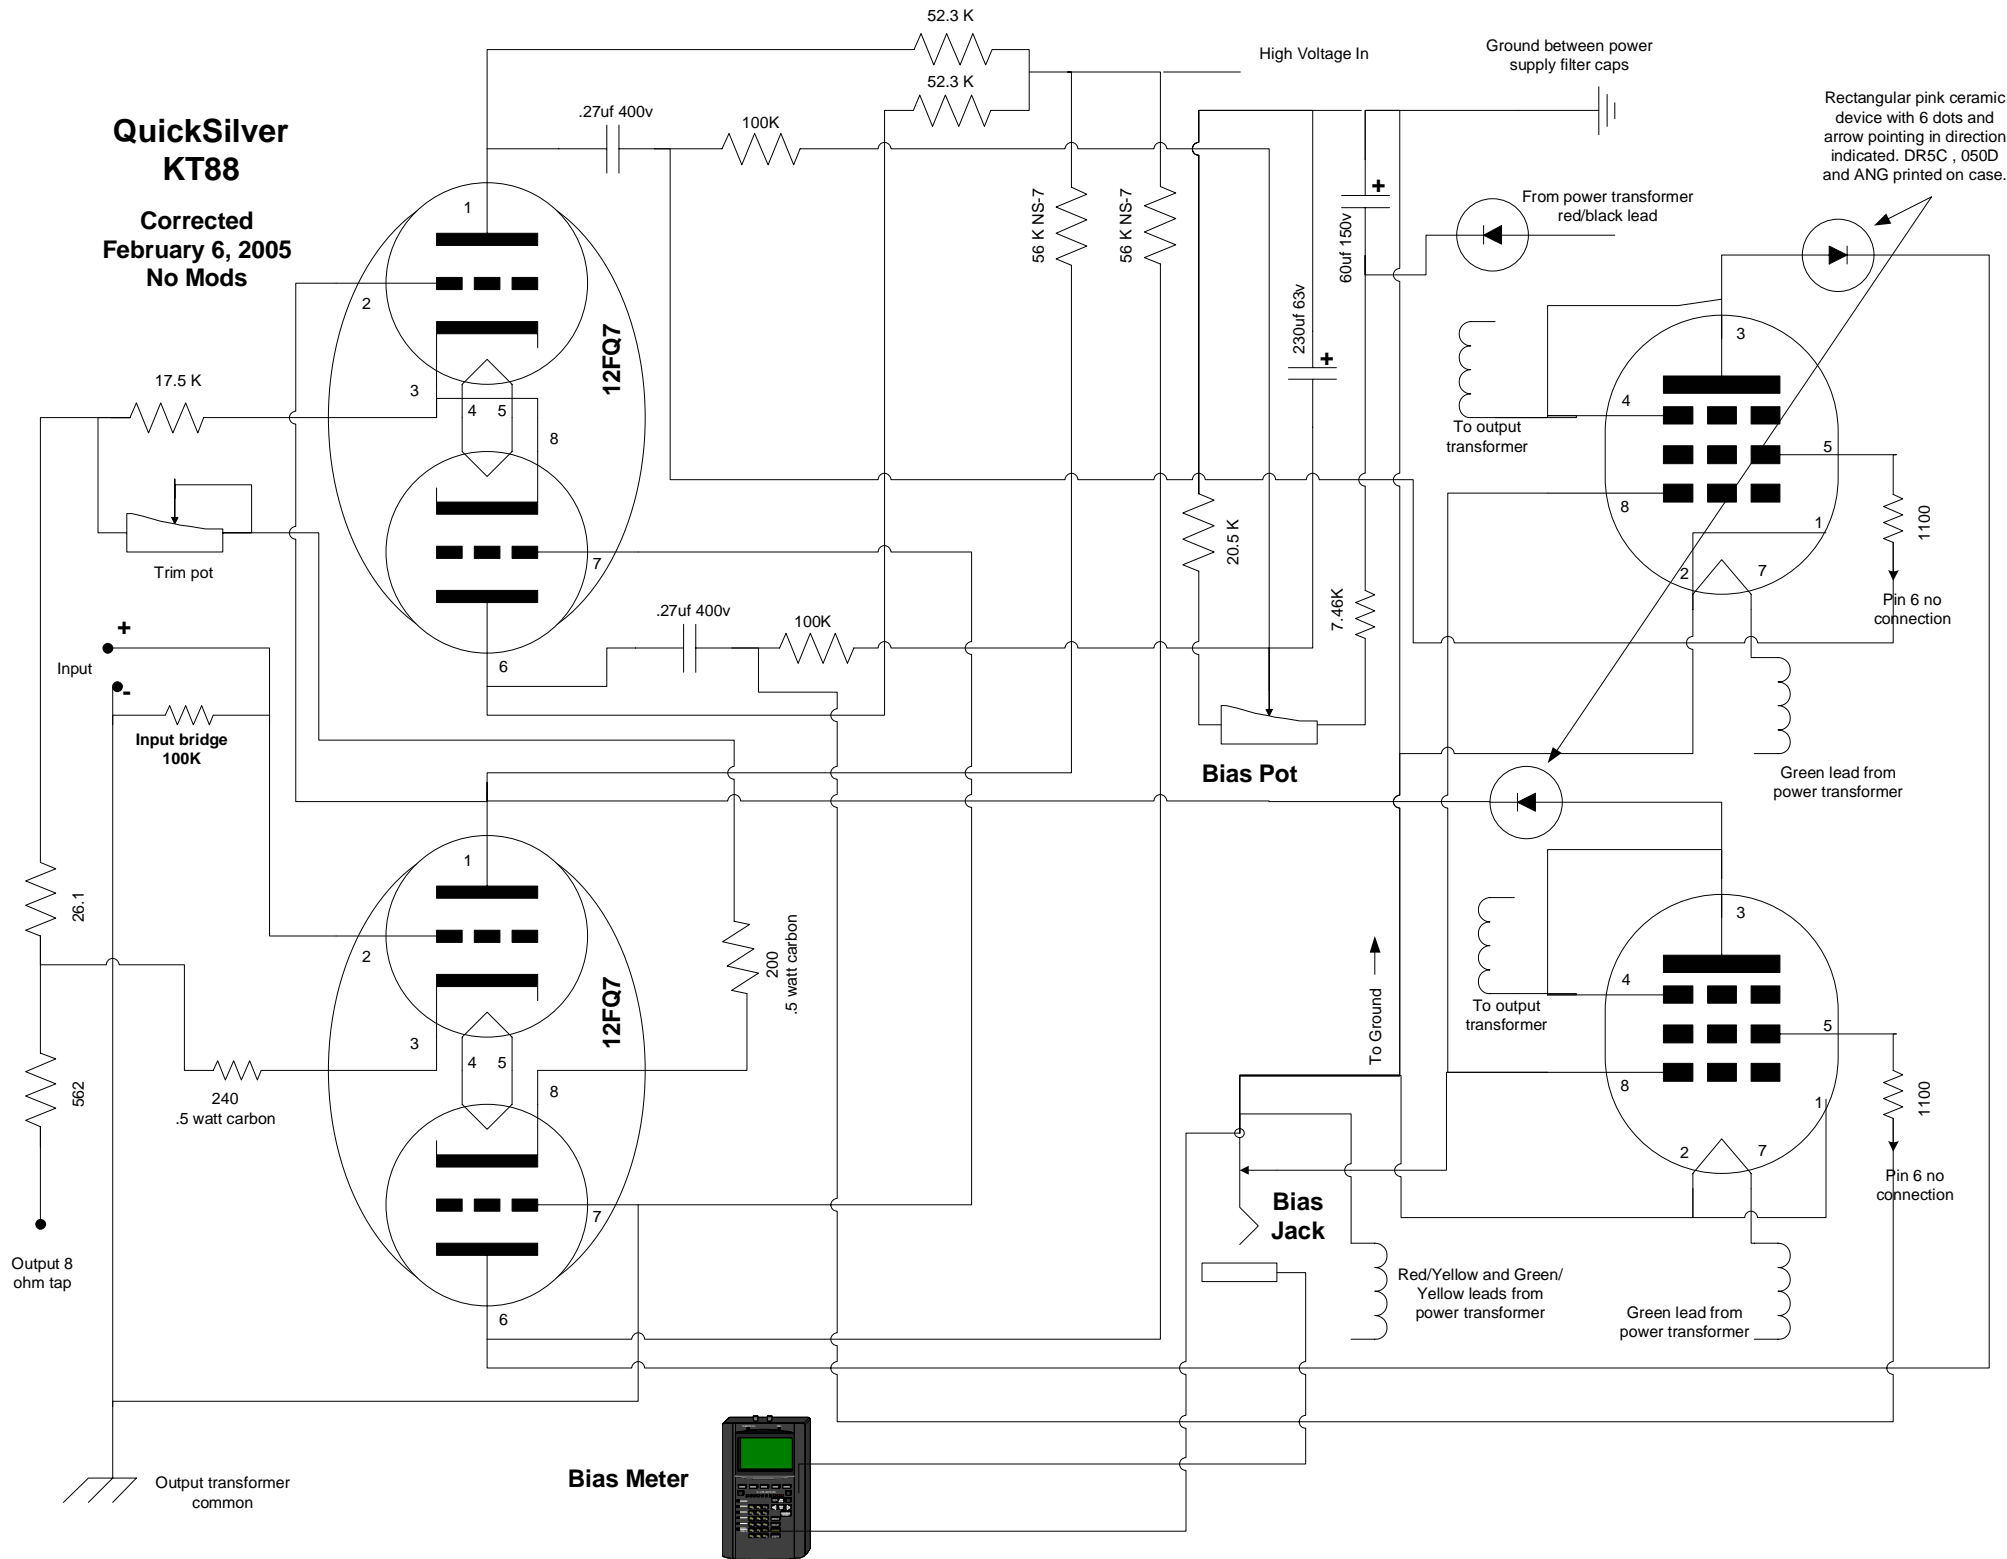 52.3 K
High Voltage In
Ground between power
supply filter caps
52.3 K
Rectangular pink ceramic
device with 6 dots and
arrow pointing in direction
indicated. DR5C , 050D
and ANG printed on case.
QuickSilver
KT88
.27uf 400v
100K
Corrected
February 6, 2005
No Mods
1
2
3
4
5
8
7
6
12FQ7
56 K NS-7
56 K NS-7
60uf 150v
+
230uf 63v
+
From power transformer
red/black lead
17.5 K
Trim pot
To output
transformer
3
4
5
8
1
2
7
1100
Pin 6 no
connection
20.5 K
7.46K
.27uf 400v
100K
+
Input
-
Input bridge
100K
Bias Pot
Green lead from
power transformer
26.1
562
240
.5 watt carbon
1
2
3
4
5
8
7
6
12FQ7
200
.5 watt carbon
To Ground
To output
transformer
3
4
5
8
1
2
7
1100
Pin 6 no
connection
Output 8
ohm tap
Bias
Jack
Red/Yellow and Green/
Yellow leads from
power transformer
Green lead from
power transformer
Output transformer
common
Bias Meter